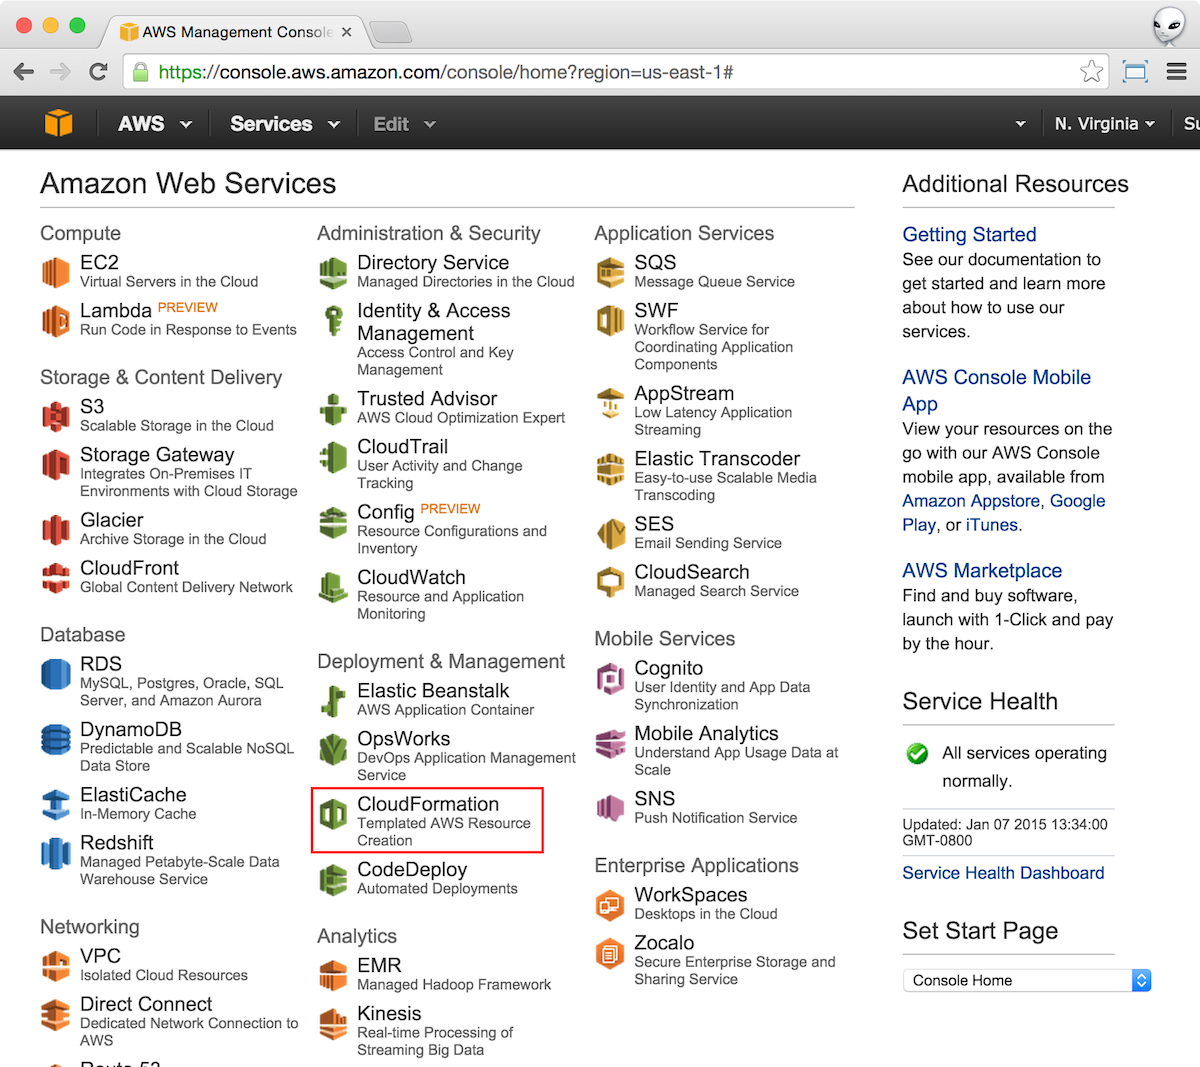 AWS Management Console
https://console.aws.amazon.com/console/home?region=us-east-1#
AWS Services Edit N. Virginia
Amazon Web Services
Compute
EC2
Virtual Servers in the Cloud
Lambda PREVIEW
Run Code in Response to Events
Storage & Content Delivery
S3
Scalable Storage in the Cloud
Storage Gateway
Integrates On-Premises IT
Environments with Cloud Storage
Glacier
Archive Storage in the Cloud
CloudFront
Global Content Delivery Network
Database
RDS
MySQL, Postgres, Oracle, SQL
Server, and Amazon Aurora
DynamoDB
Predictable and Scalable NoSQL
Data Store
ElastiCache
In-Memory Cache
Redshift
Managed Petabyte-Scale Data
Warehouse Service
Networking
VPC
Isolated Cloud Resources
Direct Connect
Dedicated Network Connection to
AWS
Route 53
Administration & Security
Directory Service
Managed Directories in the Cloud
Identity & Access
Management
Access Control and Key
Management
Trusted Advisor
AWS Cloud Optimization Expert
CloudTrail
User Activity and Change
Tracking
Config PREVIEW
Resource Configurations and
Inventory
CloudWatch
Resource and Application
Monitoring
Deployment & Management
Elastic Beanstalk
AWS Application Container
OpsWorks
DevOps Application Management
Service
CloudFormation
Templated AWS Resource
Creation
CodeDeploy
Automated Deployments
Analytics
EMR
Managed Hadoop Framework
Kinesis
Real-time Processing of
Streaming Big Data
Application Services
SQS
Message Queue Service
SWF
Workflow Service for
Coordinating Application
Components
AppStream
Low Latency Application
Streaming
Elastic Transcoder
Easy-to-use Scalable Media
Transcoding
SES
Email Sending Service
CloudSearch
Managed Search Service
Mobile Services
Cognito
User Identity and App Data
Synchronization
Mobile Analytics
Understand App Usage Data at
Scale
SNS
Push Notification Service
Enterprise Applications
WorkSpaces
Desktops in the Cloud
Zocalo
Secure Enterprise Storage and
Sharing Service
Additional Resources
Getting Started
See our documentation to
get started and learn more
about how to use our
services.
AWS Console Mobile
App
View your resources on the
go with our AWS Console
mobile app, available from
Amazon Appstore, Google
Play, or iTunes.
AWS Marketplace
Find and buy software,
launch with 1-Click and pay
by the hour.
Service Health
All services operating
normally.
Updated: Jan 07 2015 13:34:00
GMT-0800
Service Health Dashboard
Set Start Page
Console Home